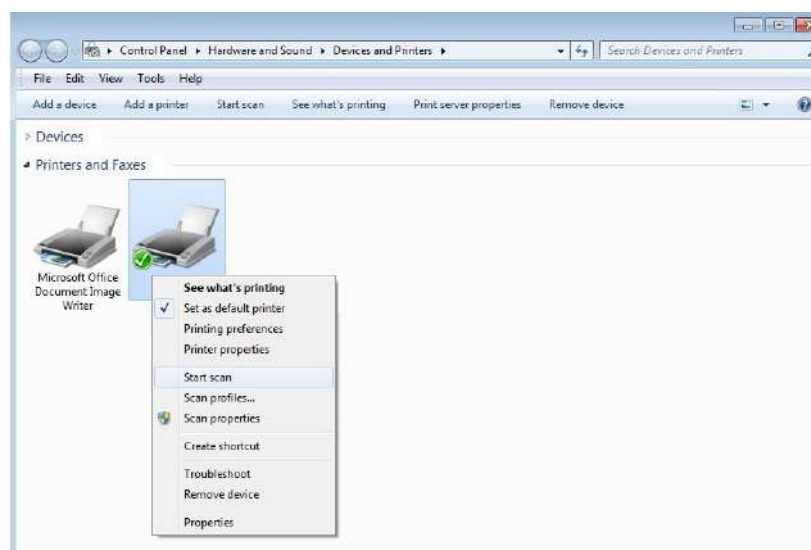 Control Panel ▸ Hardware and Sound ▸ Devices and Printers ▸ Search Devices and Printers
File Edit View Tools Help
Add a device Add a printer Start scan See what's printing Print server properties Remove device
Devices
Printers and Faxes
Microsoft Office
Document Image
Writer
See what's printing
Set as default printer
Printing preferences
Printer properties
Start scan
Scan profiles...
Scan properties
Create shortcut
Troubleshoot
Remove device
Properties